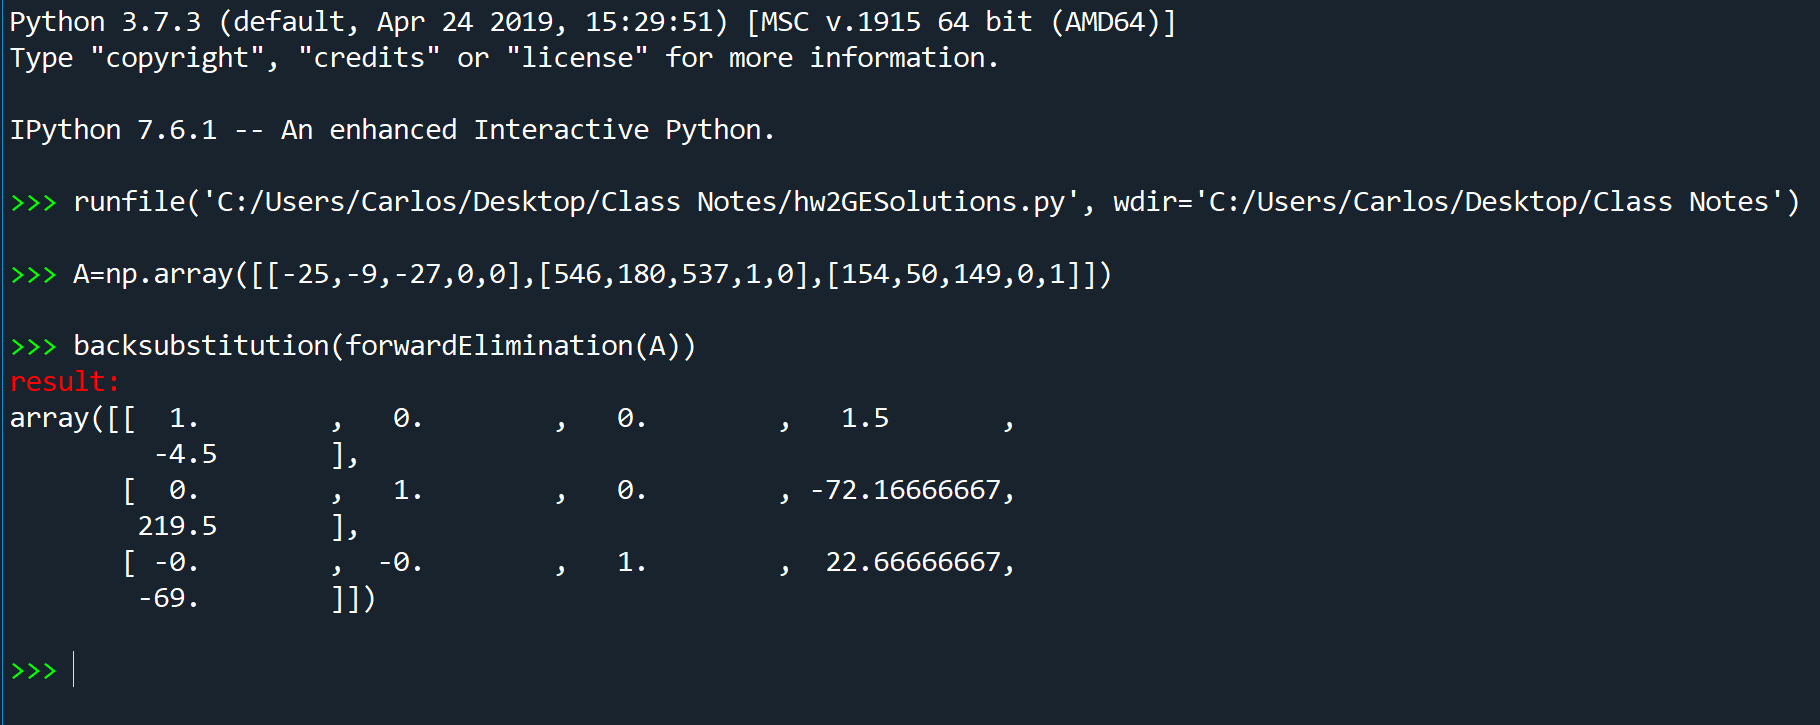 Python 3.7.3 (default, Apr 24 2019, 15:29:51) [MSC v.1915 64 bit (AMD64)]
Type "copyright", "credits" or "license" for more information.
IPython 7.6.1 -- An enhanced Interactive Python.
>>> runfile('C:/Users/Carlos/Desktop/Class Notes/hw2GESolutions.py', wdir='C:/Users/Carlos/Desktop/Class Notes')
>>> A=np.array([[-25,-9,-27,0,0],[546,180,537,1,0],[154,50,149,0,1]])
>>> backsubstitution(forwardElimination(A))
result:
array([[  1.        ,   0.        ,   0.        ,   1.5       ,
         -4.5       ],
       [  0.        ,   1.        ,   0.        , -72.16666667,
        219.5       ],
       [ -0.        ,  -0.        ,   1.        ,  22.66666667,
        -69.        ]])
>>>